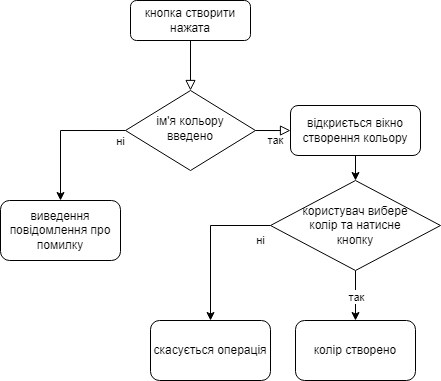 кнопка створити
нажата
ім'я кольору
введено
ні
так
відкриється вікно
створення кольору
виведення
повідомлення про
помилку
користувач вибере
колір та натисне
кнопку
ні
так
скасується операція
колір створено